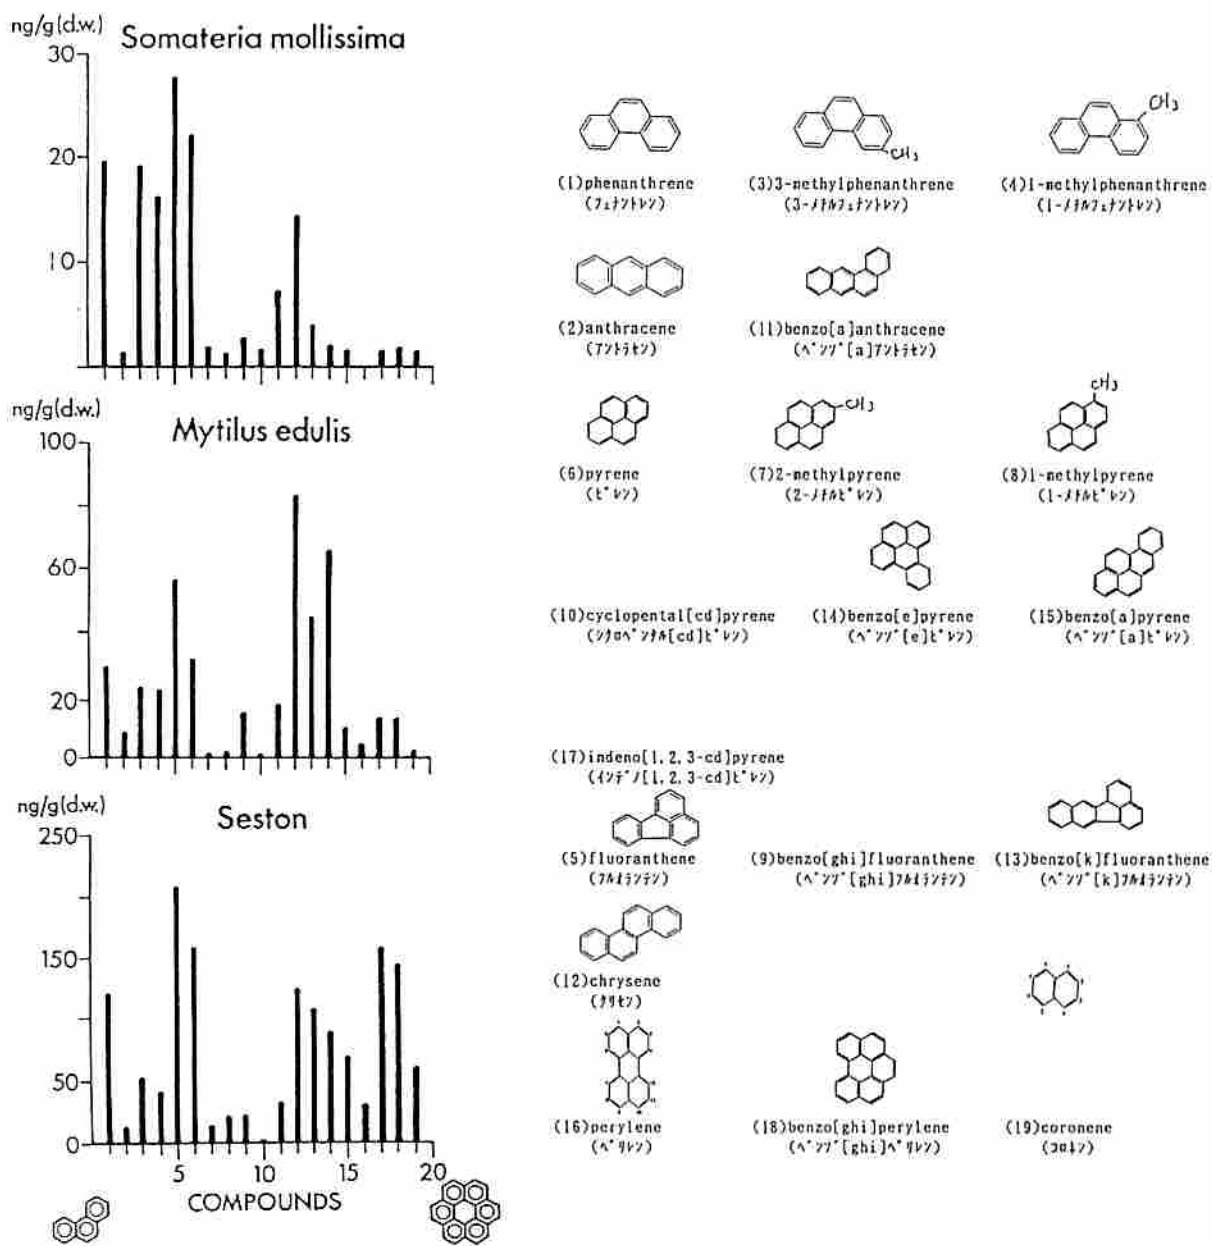 ng/g(d.w.)
Somateria mollissima
30
20
10
ng/g(d.w.)
Mytilus edulis
100
60
20
0
ng/g(d.w.)
Seston
250
150
50
0
5
10
15
20
COMPOUNDS
CH3
CH3
(1)phenanthrene
(3)3-methylphenanthrene
(4)1-methylphenanthrene
(フェナントレン)
(3-メチルフェナントレン)
(1-メチルフェナントレン)
(2)anthracene
(11)benzo[a]anthracene
(アントラセン)
(ベンゾ[a]アントラセン)
CH3
CH3
(6)pyrene
(7)2-methylpyrene
(8)1-methylpyrene
(ピレン)
(2-メチルピレン)
(1-メチルピレン)
(10)cyclopental[cd]pyrene
(14)benzo[e]pyrene
(15)benzo[a]pyrene
(シクロペンタル[cd]ピレン)
(ベンゾ[e]ピレン)
(ベンゾ[a]ピレン)
(17)indeno[1,2,3-cd]pyrene
(インデノ[1,2,3-cd]ピレン)
(5)fluoranthene
(9)benzo[ghi]fluoranthene
(13)benzo[k]fluoranthene
(フルオランテン)
(ベンゾ[ghi]フルオランテン)
(ベンゾ[k]フルオランテン)
(12)chrysene
(クリセン)
(16)perylene
(18)benzo[ghi]perylene
(19)coronene
(ペリレン)
(ベンゾ[ghi]ペリレン)
(コロネン)